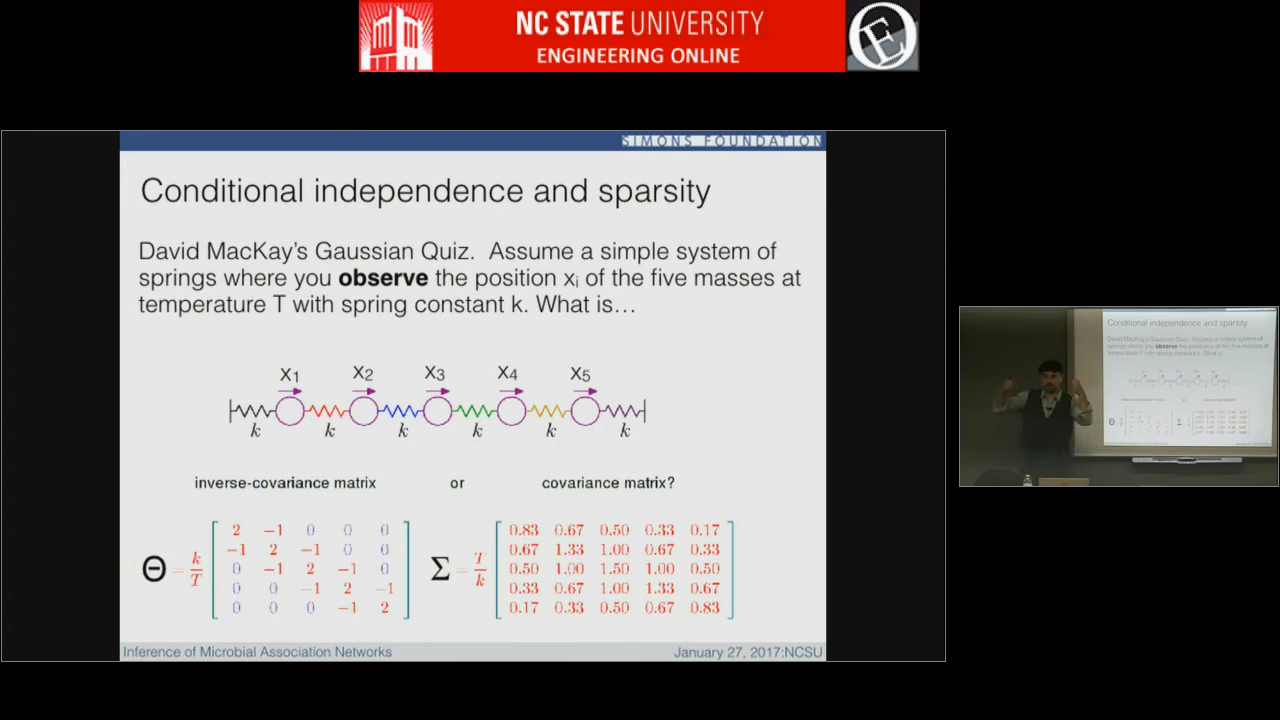 NC STATE UNIVERSITY
ENGINEERING ONLINE
E
SIMONS FOUNDATION
Conditional independence and sparsity
David MacKay's Gaussian Quiz. Assume a simple system of
springs where you observe the position xi of the five masses at
temperature T with spring constant k. What is…
x1 x2 x3 x4 x5
k k k k k k
inverse-covariance matrix or covariance matrix?
Θ = k/T
2 −1 0 0 0
−1 2 −1 0 0
0 −1 2 −1 0
0 0 −1 2 −1
0 0 0 −1 2
Σ = T/k
0.83 0.67 0.50 0.33 0.17
0.67 1.33 1.00 0.67 0.33
0.50 1.00 1.50 1.00 0.50
0.33 0.67 1.00 1.33 0.67
0.17 0.33 0.50 0.67 0.83
Inference of Microbial Association Networks
January 27, 2017:NCSU
Conditional independence and sparsity